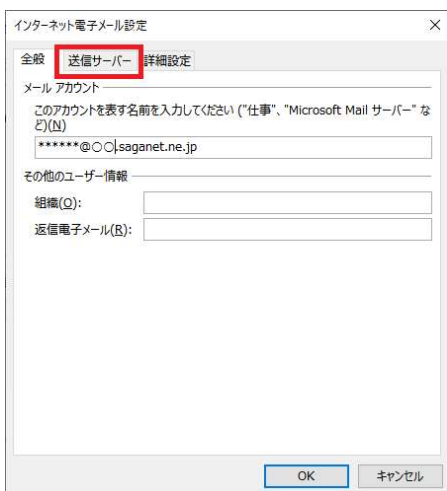 インターネット電子メール設定
全般 送信サーバー 詳細設定
メール アカウント
このアカウントを表す名前を入力してください ("仕事"、"Microsoft Mail サーバー" な
ど)(N)
******@○○.saganet.ne.jp
その他のユーザー情報
組織(O):
返信電子メール(R):
OK キャンセル